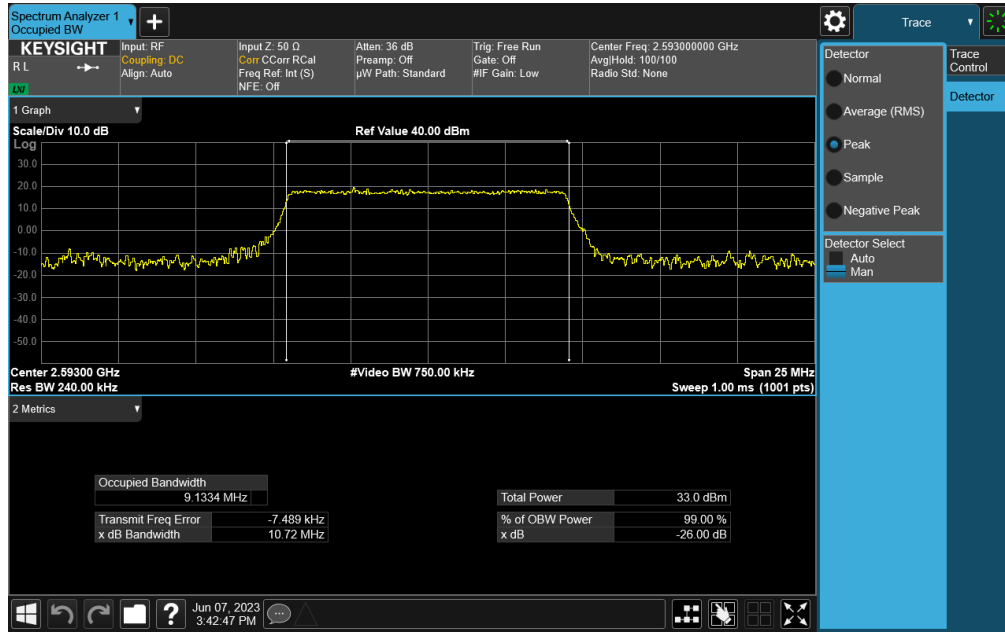 Spectrum Analyzer 1
Occupied BW
Trace
KEYSIGHT
R L
LXI
Input: RF
Coupling: DC
Align: Auto
Input Z: 50 Ω
Corr CCorr RCal
Freq Ref: Int (S)
NFE: Off
Atten: 36 dB
Preamp: Off
µW Path: Standard
Trig: Free Run
Gate: Off
#IF Gain: Low
Center Freq: 2.593000000 GHz
Avg|Hold: 100/100
Radio Std: None
1 Graph
Scale/Div 10.0 dB
Ref Value 40.00 dBm
Log
30.0
20.0
10.0
0.00
-10.0
-20.0
-30.0
-40.0
-50.0
Center 2.59300 GHz
#Video BW 750.00 kHz
Span 25 MHz
Res BW 240.00 kHz
Sweep 1.00 ms (1001 pts)
2 Metrics
Occupied Bandwidth
9.1334 MHz
Transmit Freq Error -7.489 kHz
x dB Bandwidth 10.72 MHz
Total Power 33.0 dBm
% of OBW Power 99.00 %
x dB -26.00 dB
Detector
Normal
Average (RMS)
Peak
Sample
Negative Peak
Detector Select
Auto
Man
Trace
Control
Detector
?
Jun 07, 2023
3:42:47 PM